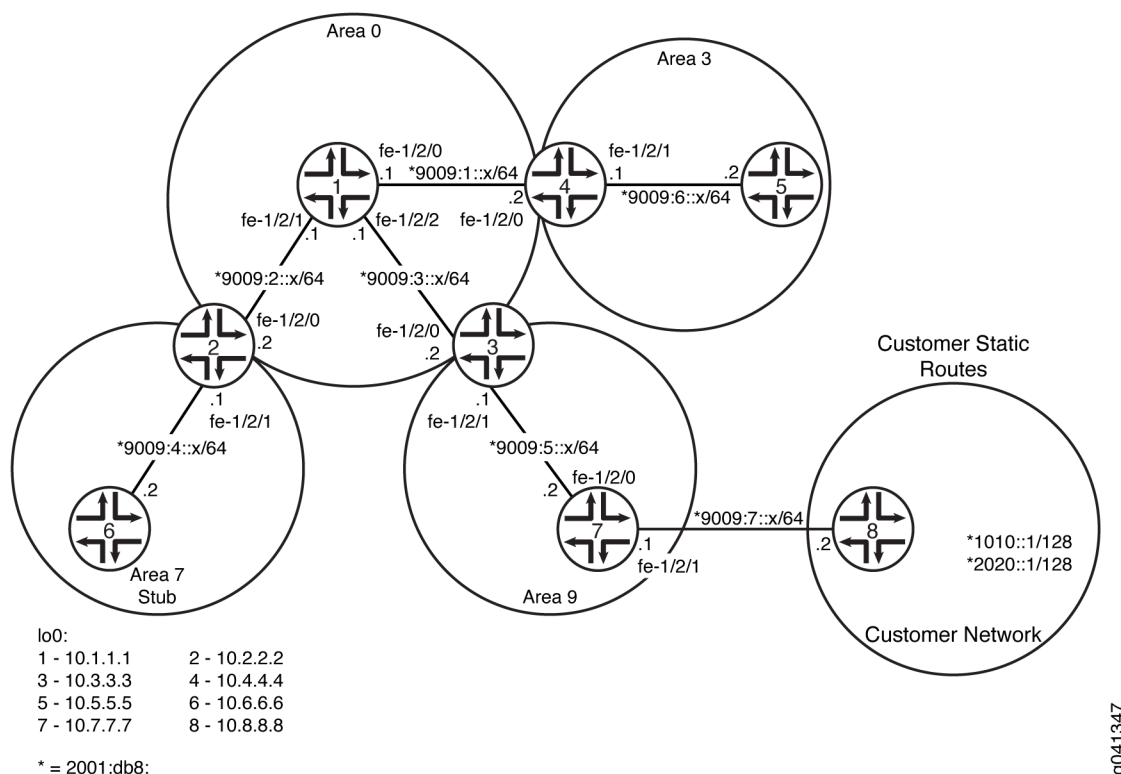 Area 0
Area 3
fe-1/2/0
fe-1/2/1
1
.1
*9009:1::x/64
4
.1
.2
5
.2
*9009:6::x/64
fe-1/2/1
fe-1/2/2
fe-1/2/0
.1
.1
*9009:2::x/64
*9009:3::x/64
fe-1/2/0
fe-1/2/0
2
.2
.2
3
Customer Static
Routes
.1
.1
fe-1/2/1
fe-1/2/1
*9009:4::x/64
*9009:5::x/64
fe-1/2/0
.2
.2
6
7
*9009:7::x/64
8
.1
.2
fe-1/2/1
*1010::1/128
*2020::1/128
Area 7
Stub
Area 9
Customer Network
lo0:
1 - 10.1.1.1 2 - 10.2.2.2
3 - 10.3.3.3 4 - 10.4.4.4
5 - 10.5.5.5 6 - 10.6.6.6
7 - 10.7.7.7 8 - 10.8.8.8
* = 2001:db8:
g041347